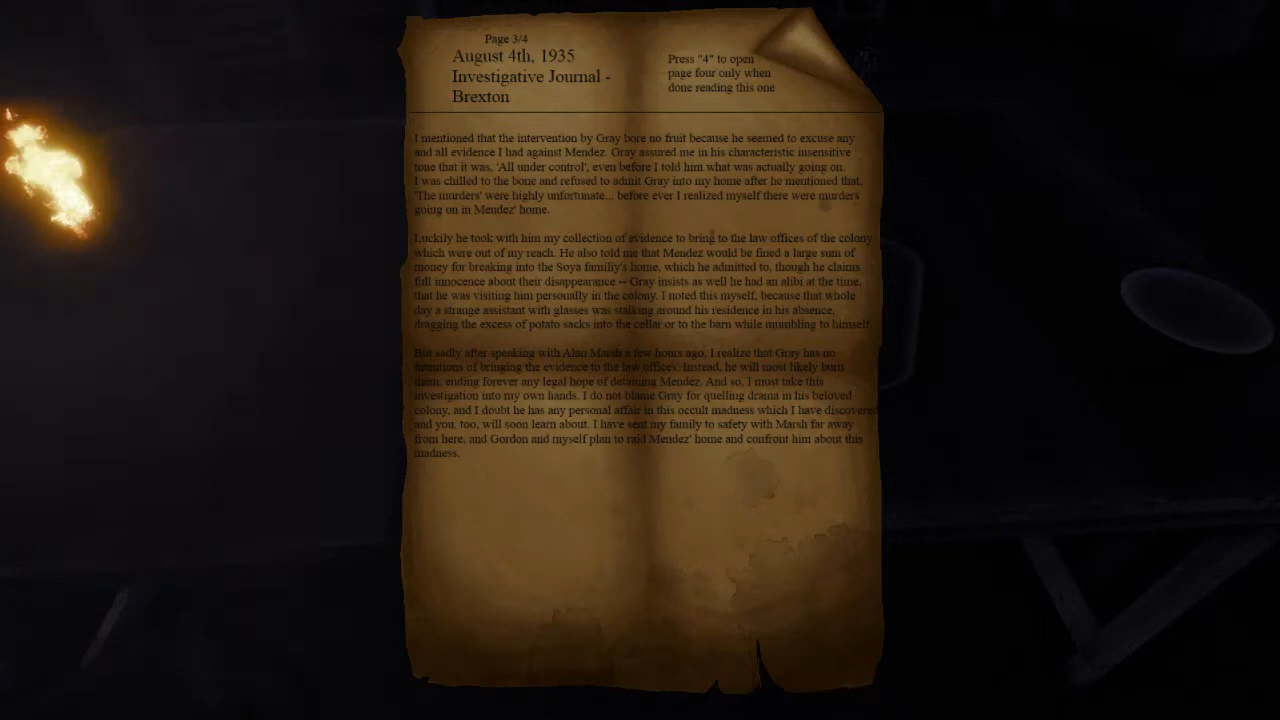 Page 3/4
August 4th, 1935
Investigative Journal -
Brexton
Press "4" to open
page four only when
done reading this one
I mentioned that the intervention by Gray bore no fruit because he seemed to excuse any
and all evidence I had against Mendez. Gray assured me in his characteristic insensitive
tone that it was, 'All under control', even before I told him what was actually going on.
I was chilled to the bone and refused to admit Gray into my home after he mentioned that,
'The murders' were highly unfortunate... before ever I realized myself there were murders
going on in Mendez' home.
Luckily he took with him my collection of evidence to bring to the law offices of the colony
which were out of my reach. He also told me that Mendez would be fined a large sum of
money for breaking into the Soya familiy's home, which he admitted to, though he claims
full innocence about their disappearance -- Gray insists as well he had an alibi at the time,
that he was visiting him personally in the colony. I noted this myself, because that whole
day a strange assistant with glasses was stalking around his residence in his absence,
dragging the excess of potato sacks into the cellar or to the barn while mumbling to himself.
But sadly after speaking with Alan Marsh a few hours ago, I realize that Gray has no
intentions of bringing the evidence to the law offices. Instead, he will most likely burn
them, ending forever any legal hope of detaining Mendez. And so, I must take this
investigation into my own hands. I do not blame Gray for quelling drama in his beloved
colony, and I doubt he has any personal affair in this occult madness which I have discovered
and you, too, will soon learn about. I have sent my family to safety with Marsh far away
from here, and Gordon and myself plan to raid Mendez' home and confront him about this
madness.